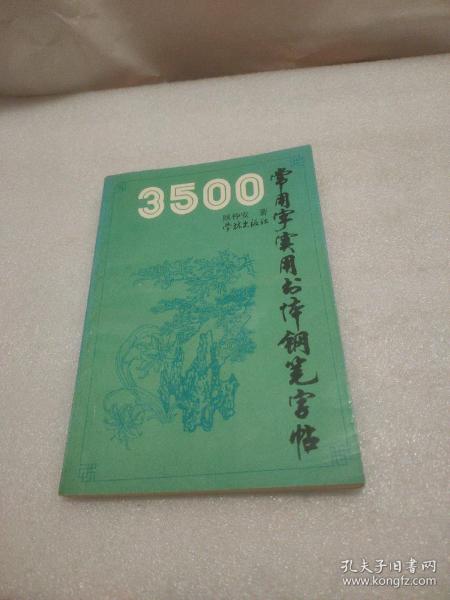 3500
常用字实用书体钢笔字帖
顾仲安 著
学林出版社
孔夫子旧书网
www.kongfz.com